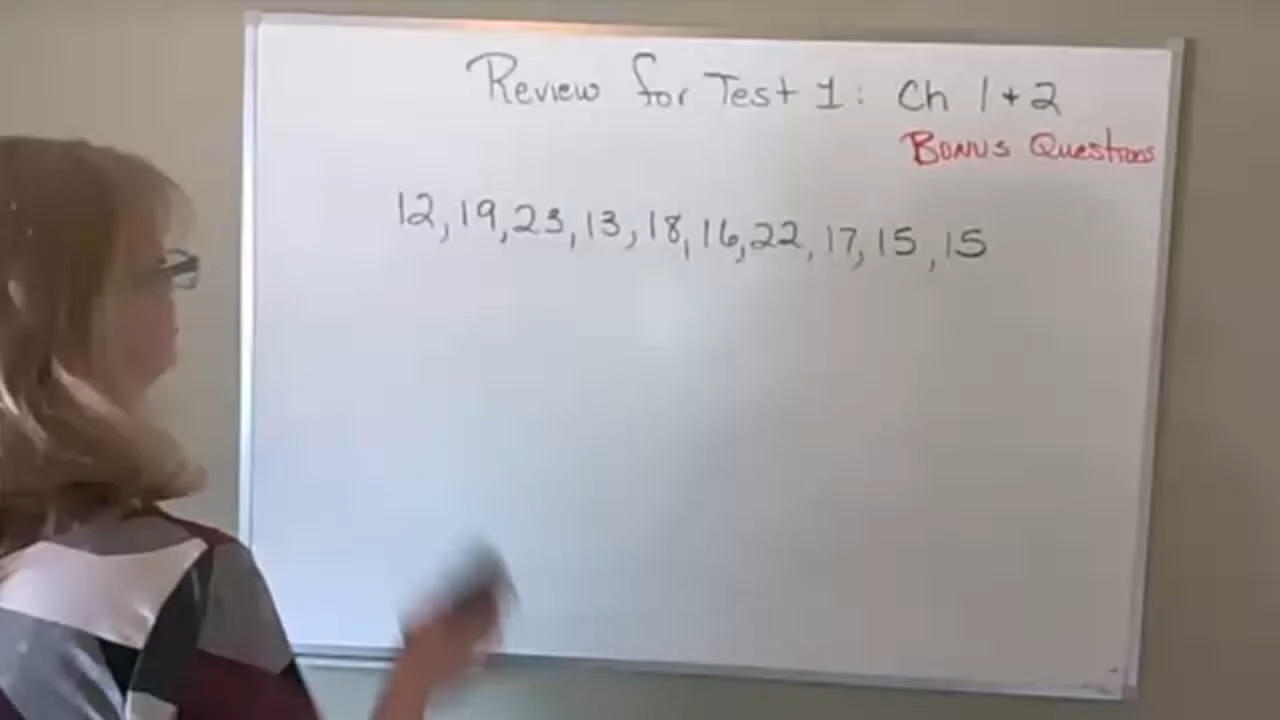 Review for Test 1: Ch 1+2
Bonus Questions
12, 19, 23, 13, 18, 16, 22, 17, 15, 15